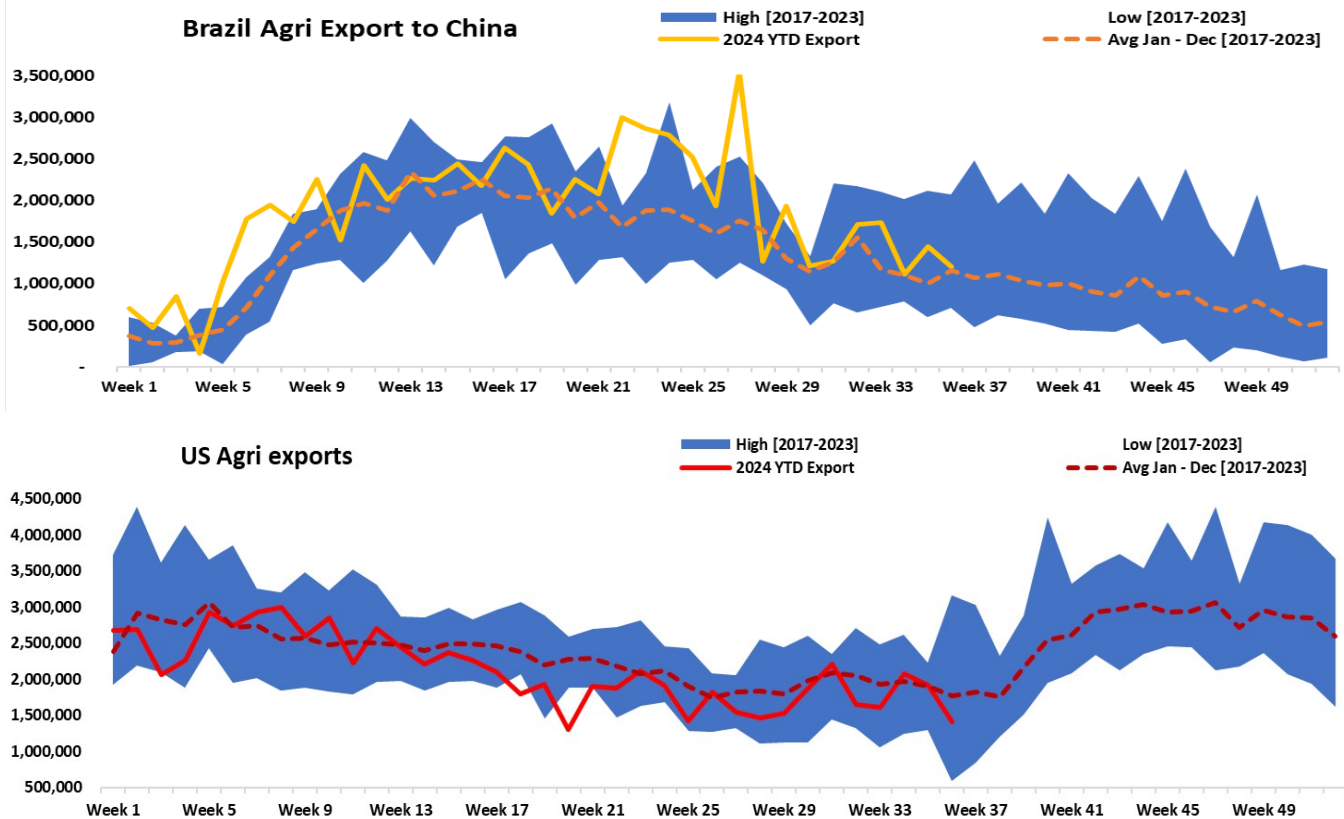 Brazil Agri Export to China
High [2017-2023]
Low [2017-2023]
2024 YTD Export
Avg Jan - Dec [2017-2023]
3,500,000
3,000,000
2,500,000
2,000,000
1,500,000
1,000,000
500,000
-
Week 1 Week 5 Week 9 Week 13 Week 17 Week 21 Week 25 Week 29 Week 33 Week 37 Week 41 Week 45 Week 49
US Agri exports
High [2017-2023]
Low [2017-2023]
2024 YTD Export
Avg Jan - Dec [2017-2023]
4,500,000
4,000,000
3,500,000
3,000,000
2,500,000
2,000,000
1,500,000
1,000,000
500,000
Week 1 Week 5 Week 9 Week 13 Week 17 Week 21 Week 25 Week 29 Week 33 Week 37 Week 41 Week 45 Week 49